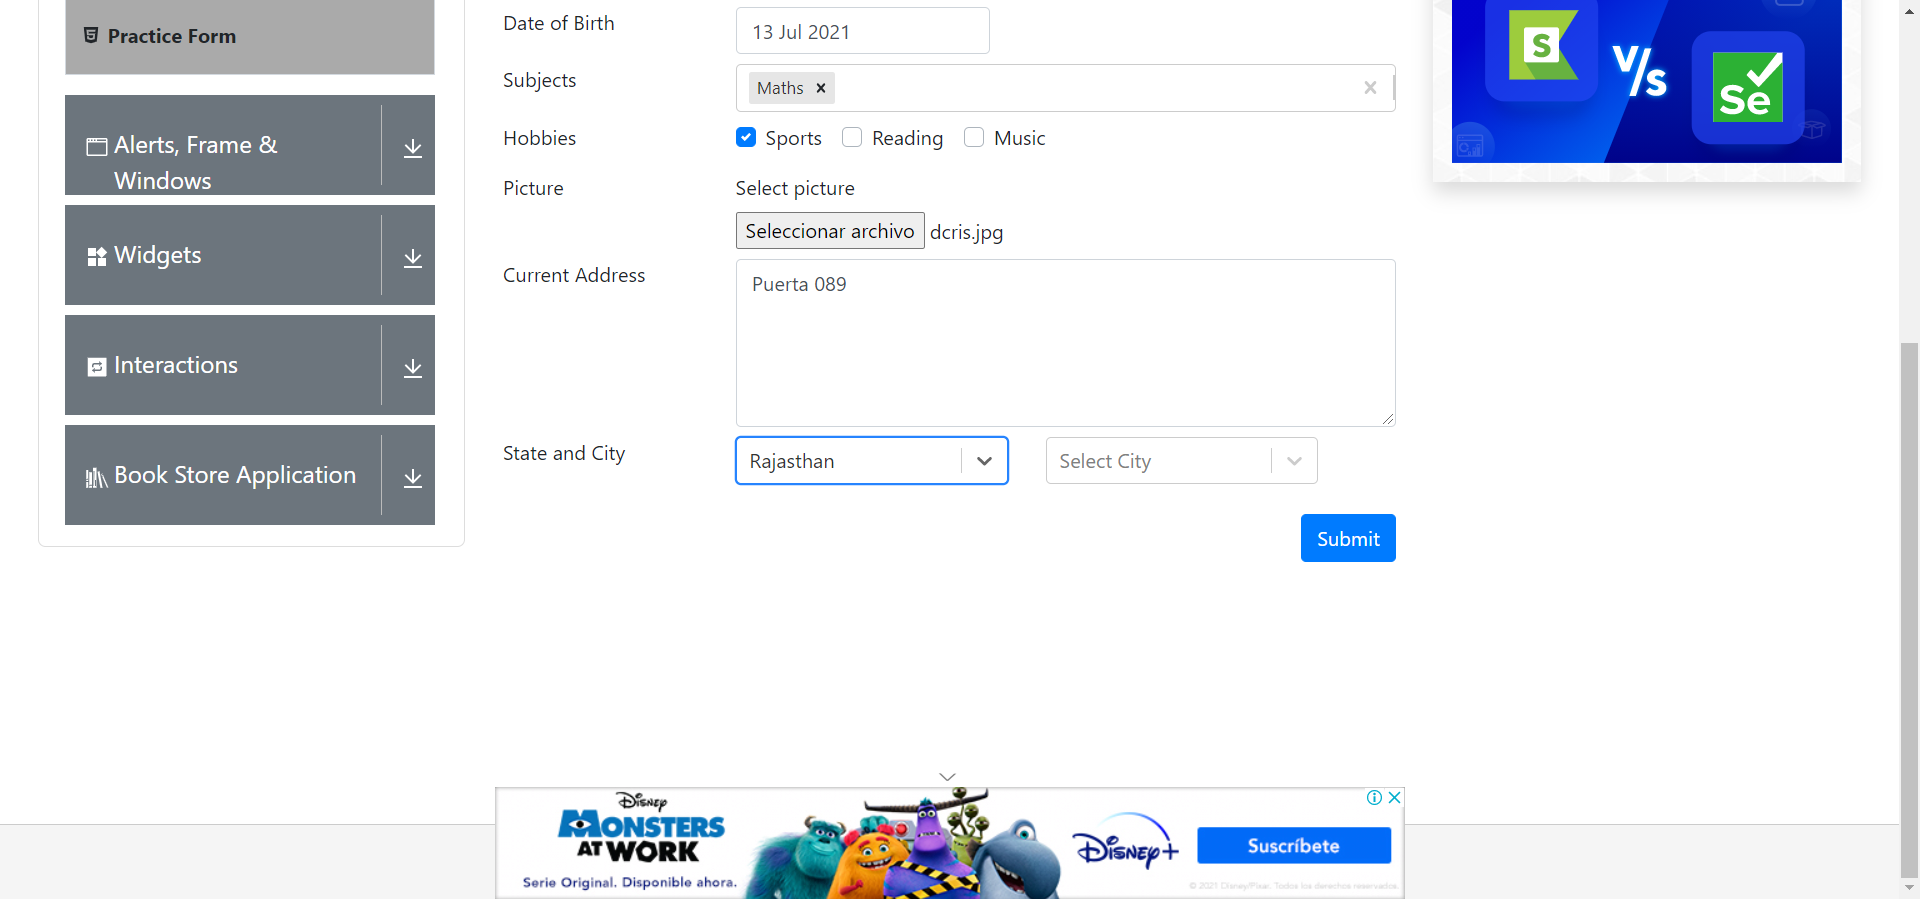 Practice Form
Alerts, Frame &
Windows
Widgets
Interactions
Book Store Application
Date of Birth
13 Jul 2021
Subjects
Maths
Hobbies
Sports
Reading
Music
Picture
Select picture
Seleccionar archivo dcris.jpg
Current Address
Puerta 089
State and City
Rajasthan
Select City
Submit
S
V/s
Se
Disney
MONSTERS
AT WORK
Serie Original. Disponible ahora.
Disney+
Suscríbete
© 2021 Disney/Pixar. Todos los derechos reservados.